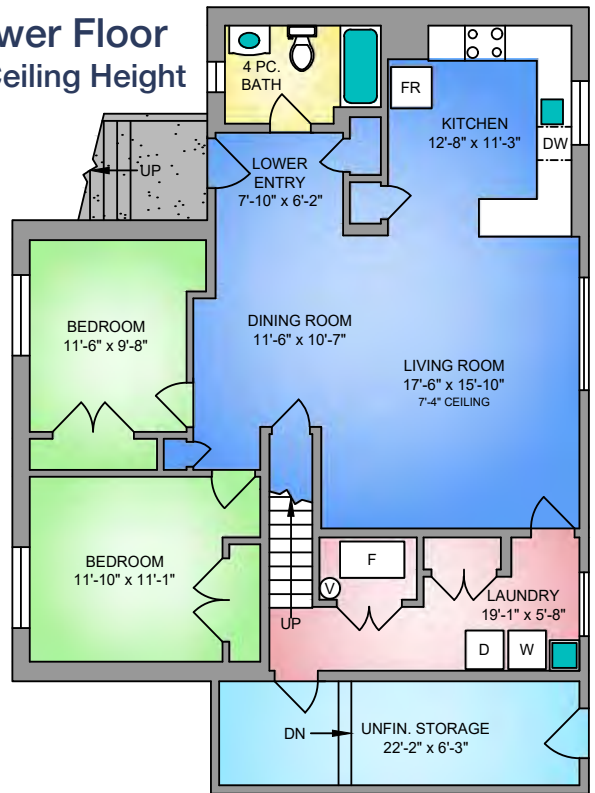 wer Floor
Ceiling Height
4 PC.
BATH
FR
KITCHEN
12'-8" x 11'-3"
DW
UP
LOWER
ENTRY
7'-10" x 6'-2"
BEDROOM
11'-6" x 9'-8"
DINING ROOM
11'-6" x 10'-7"
LIVING ROOM
17'-6" x 15'-10"
7'-4" CEILING
BEDROOM
11'-10" x 11'-1"
F
V
UP
LAUNDRY
19'-1" x 5'-8"
D
W
DN
UNFIN. STORAGE
22'-2" x 6'-3"